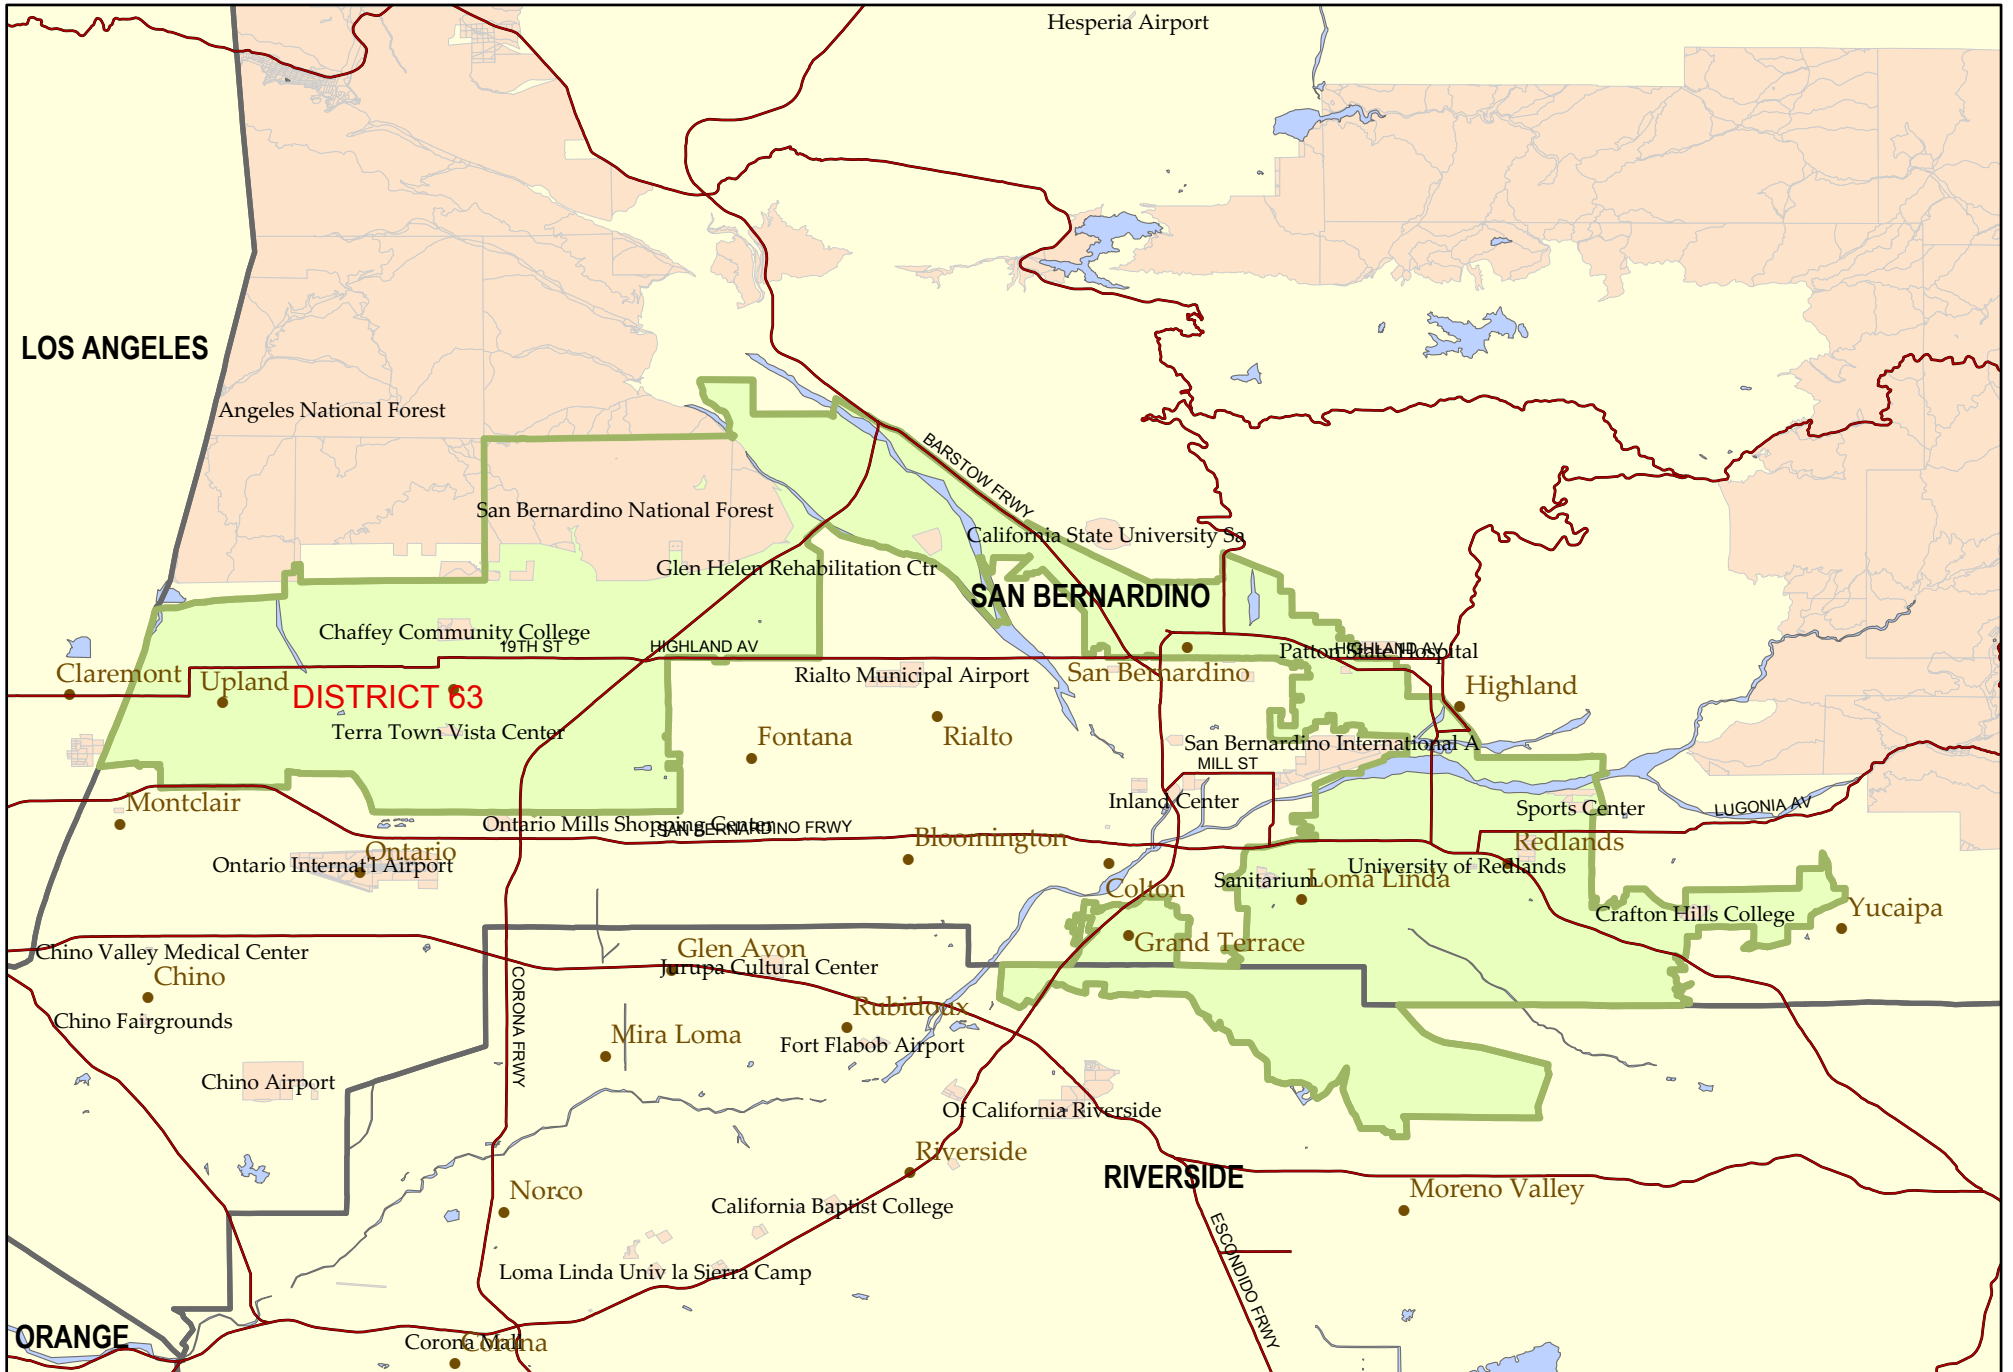 Hesperia Airport
LOS ANGELES
Angeles National Forest
BARSTOW FRWY
San Bernardino National Forest
California State University Sa
Glen Helen Rehabilitation Ctr
SAN BERNARDINO
Chaffey Community College
19TH ST
HIGHLAND AV
HIGHLAND AV
Patton State Hospital
Claremont
Upland
DISTRICT 63
Rialto Municipal Airport
San Bernardino
Highland
Terra Town Vista Center
Fontana
Rialto
San Bernardino International A
MILL ST
Montclair
Inland Center
Sports Center
LUGONIA AV
Ontario Mills Shopping Center
SAN BERNARDINO FRWY
Bloomington
Redlands
Ontario
Ontario Internat'l Airport
Colton
Sanitarium
Loma Linda
University of Redlands
Crafton Hills College
Yucaipa
Grand Terrace
Chino Valley Medical Center
Glen Avon
Jurupa Cultural Center
Chino
CORONA FRWY
Rubidoux
Chino Fairgrounds
Mira Loma
Fort Flabob Airport
Chino Airport
Of California Riverside
Riverside
RIVERSIDE
Norco
California Baptist College
Moreno Valley
ESCONDIDO FRWY
Loma Linda Univ la Sierra Camp
ORANGE
Corona Mall
Corona